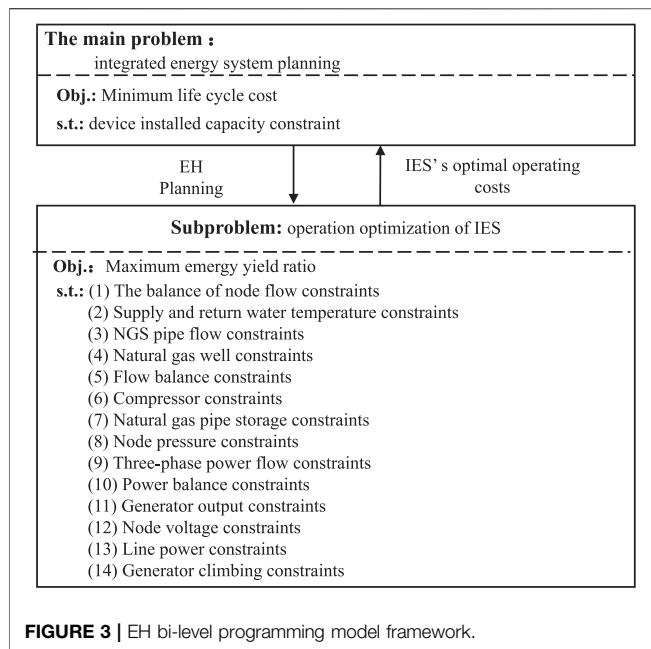 The main problem：
integrated energy system planning
Obj.: Minimum life cycle cost
s.t.: device installed capacity constraint
EH
Planning
IES' s optimal operating
costs
Subproblem: operation optimization of IES
Obj.：Maximum emergy yield ratio
s.t.: (1) The balance of node flow constraints
(2) Supply and return water temperature constraints
(3) NGS pipe flow constraints
(4) Natural gas well constraints
(5) Flow balance constraints
(6) Compressor constraints
(7) Natural gas pipe storage constraints
(8) Node pressure constraints
(9) Three-phase power flow constraints
(10) Power balance constraints
(11) Generator output constraints
(12) Node voltage constraints
(13) Line power constraints
(14) Generator climbing constraints
FIGURE 3 | EH bi-level programming model framework.